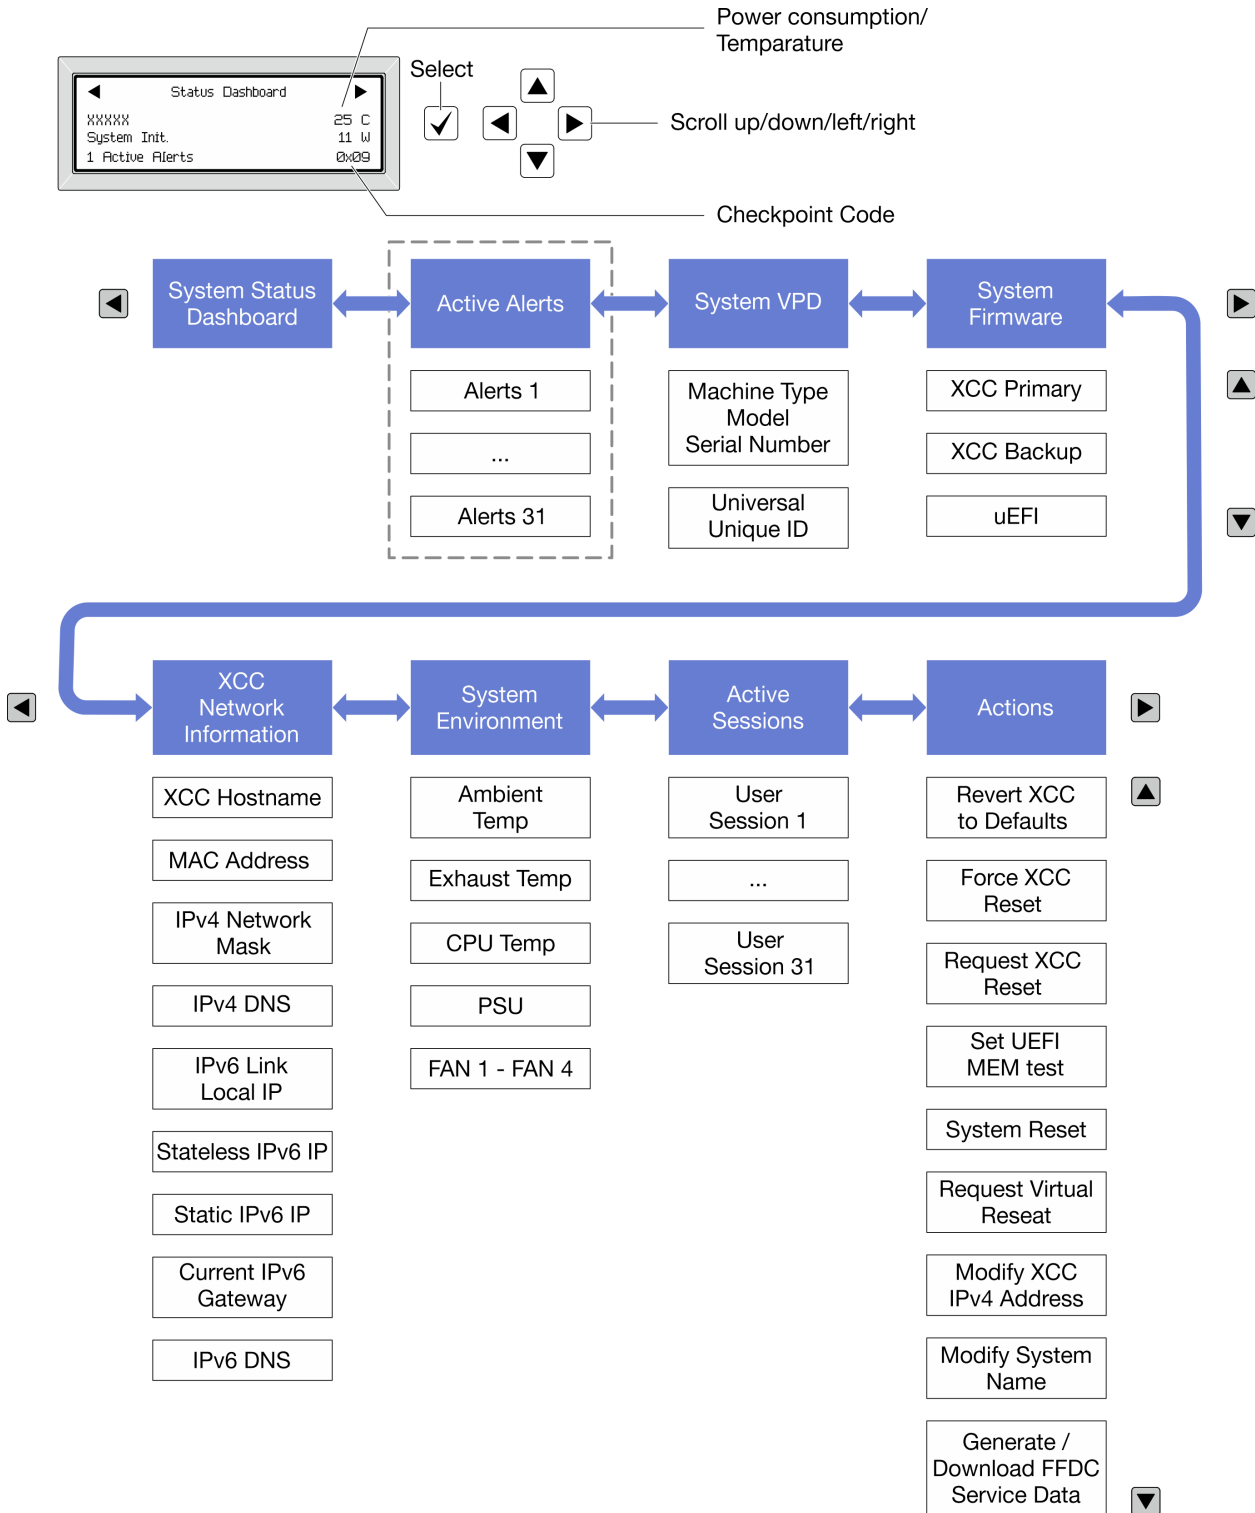 Power consumption/
Temparature
Select
Status Dashboard
XXXXX 25 C
System Init. 11 W
1 Active Alerts 0x09
Scroll up/down/left/right
Checkpoint Code
System Status
Dashboard
Active Alerts
System VPD
System
Firmware
Alerts 1
...
Alerts 31
Machine Type
Model
Serial Number
Universal
Unique ID
XCC Primary
XCC Backup
uEFI
XCC
Network
Information
System
Environment
Active
Sessions
Actions
XCC Hostname
MAC Address
IPv4 Network
Mask
IPv4 DNS
IPv6 Link
Local IP
Stateless IPv6 IP
Static IPv6 IP
Current IPv6
Gateway
IPv6 DNS
Ambient
Temp
Exhaust Temp
CPU Temp
PSU
FAN 1 - FAN 4
User
Session 1
...
User
Session 31
Revert XCC
to Defaults
Force XCC
Reset
Request XCC
Reset
Set UEFI
MEM test
System Reset
Request Virtual
Reseat
Modify XCC
IPv4 Address
Modify System
Name
Generate /
Download FFDC
Service Data